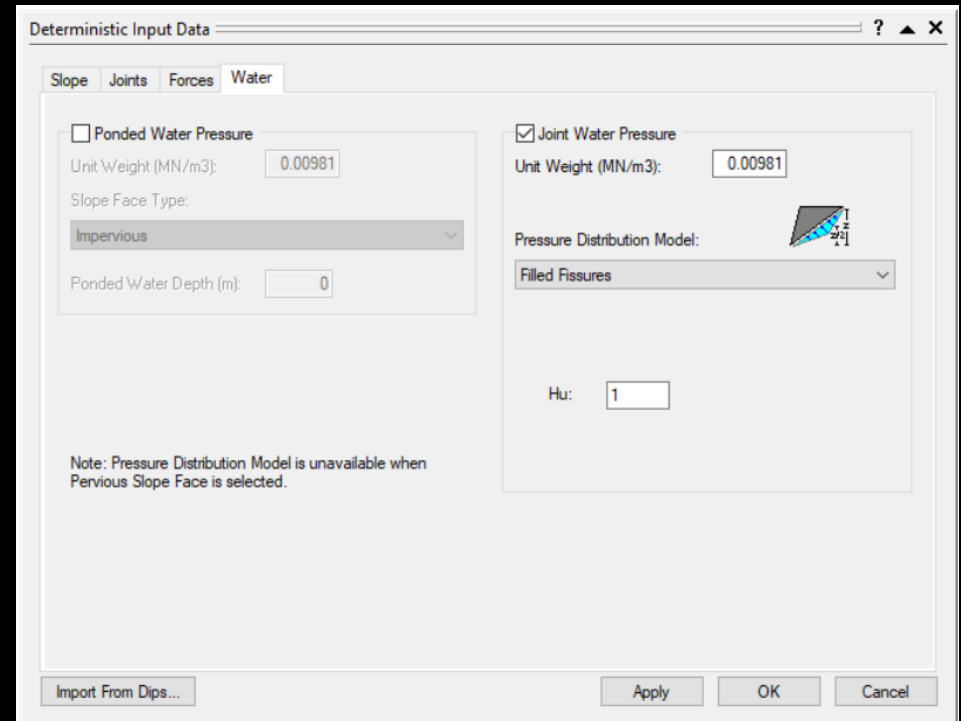 Deterministic Input Data
?
Slope Joints Forces Water
Ponded Water Pressure
Unit Weight (MN/m3): 0.00981
Slope Face Type:
Impervious
Ponded Water Depth (m): 0
Note: Pressure Distribution Model is unavailable when
Pervious Slope Face is selected.
Joint Water Pressure
Unit Weight (MN/m3): 0.00981
Pressure Distribution Model:
Filled Fissures
Hu: 1
Import From Dips...
Apply OK Cancel